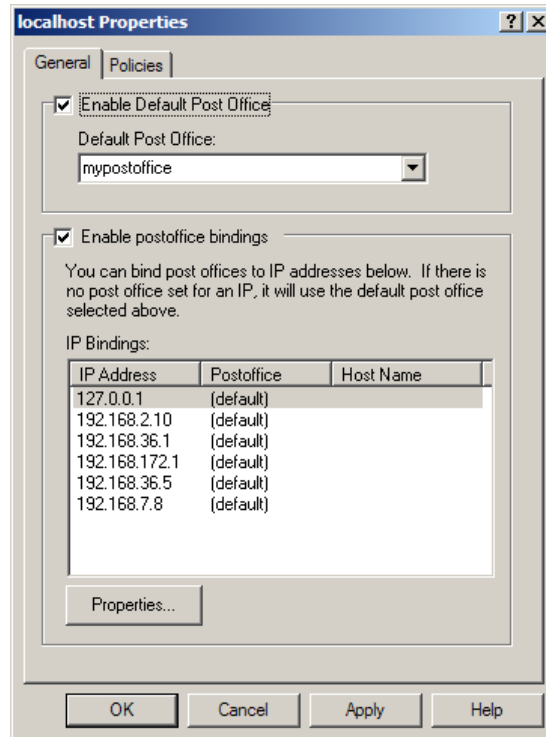 localhost Properties
General Policies
Enable Default Post Office
Default Post Office:
mypostoffice
Enable postoffice bindings
You can bind post offices to IP addresses below. If there is
no post office set for an IP, it will use the default post office
selected above.
IP Bindings:
IP Address Postoffice Host Name
127.0.0.1 (default)
192.168.2.10 (default)
192.168.36.1 (default)
192.168.172.1 (default)
192.168.36.5 (default)
192.168.7.8 (default)
Properties...
OK Cancel Apply Help